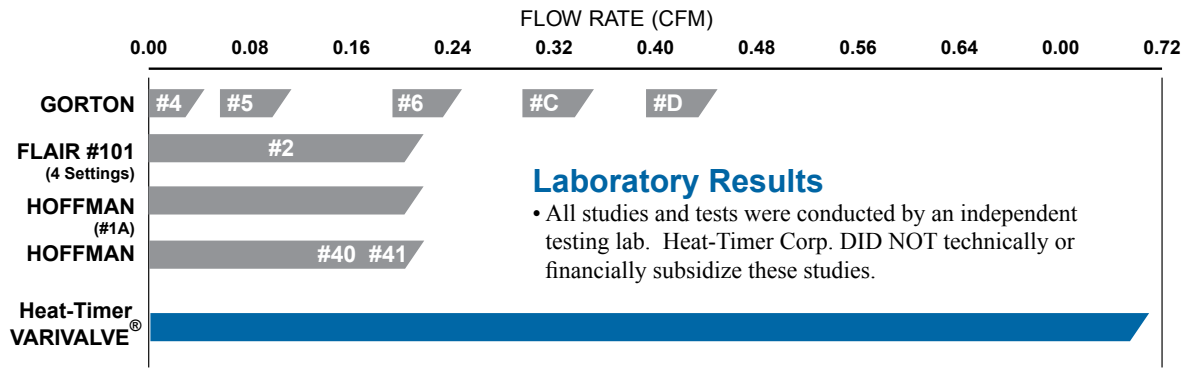 FLOW RATE (CFM)
0.00 0.08 0.16 0.24 0.32 0.40 0.48 0.56 0.64 0.00 0.72
GORTON #4 #5 #6 #C #D
FLAIR #101 #2
(4 Settings)
HOFFMAN
(#1A)
HOFFMAN #40 #41
Laboratory Results
• All studies and tests were conducted by an independent
testing lab. Heat-Timer Corp. DID NOT technically or
financially subsidize these studies.
Heat-Timer
VARIVALVE®